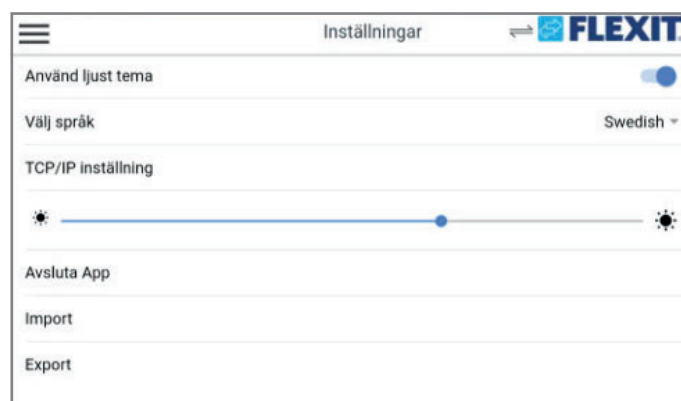 Inställningar
FLEXIT
Använd ljust tema
Välj språk
Swedish
TCP/IP inställning
Avsluta App
Import
Export